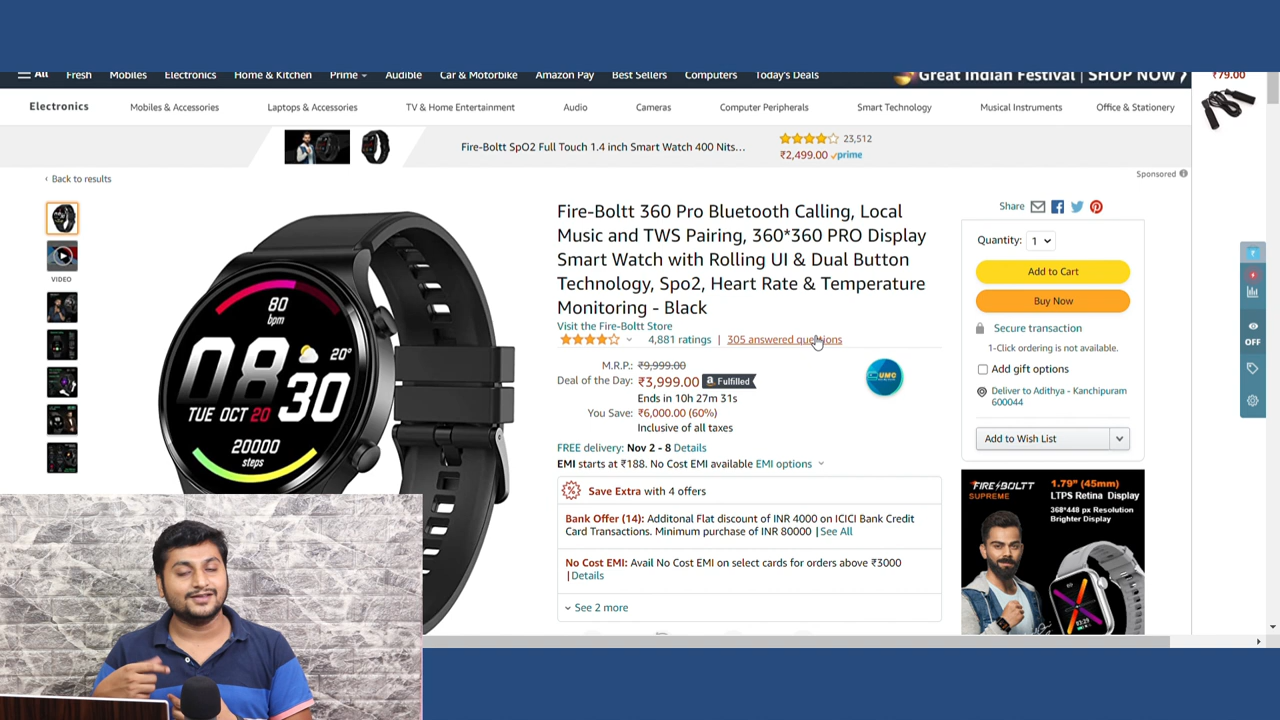 All Fresh Mobiles Electronics Home & Kitchen Prime Audible Car & Motorbike Amazon Pay Best Sellers Computers Today's Deals Great Indian Festival | SHOP NOW
₹79.00
Electronics Mobiles & Accessories Laptops & Accessories TV & Home Entertainment Audio Cameras Computer Peripherals Smart Technology Musical Instruments Office & Stationery
Fire-Boltt SpO2 Full Touch 1.4 inch Smart Watch 400 Nits...
23,512
₹2,499.00 prime
Sponsored
‹ Back to results
VIDEO
80
bpm
08
20°
30
TUE OCT 20
20000
steps
Fire-Boltt 360 Pro Bluetooth Calling, Local
Music and TWS Pairing, 360*360 PRO Display
Smart Watch with Rolling UI & Dual Button
Technology, Spo2, Heart Rate & Temperature
Monitoring - Black
Visit the Fire-Boltt Store
4,881 ratings | 305 answered questions
M.R.P.: ₹9,999.00
Deal of the Day: ₹3,999.00 a Fulfilled
Ends in 10h 27m 31s
You Save: ₹6,000.00 (60%)
Inclusive of all taxes
UMC
FREE delivery: Nov 2 - 8 Details
EMI starts at ₹188. No Cost EMI available EMI options
Save Extra with 4 offers
Bank Offer (14): Additonal Flat discount of INR 4000 on ICICI Bank Credit
Card Transactions. Minimum purchase of INR 80000 |See All
No Cost EMI: Avail No Cost EMI on select cards for orders above ₹3000
|Details
See 2 more
Share
Quantity: 1
Add to Cart
Buy Now
Secure transaction
1-Click ordering is not available.
Add gift options
Deliver to Adithya - Kanchipuram
600044
Add to Wish List
OFF
FIRE-BOLTT
SUPREME
1.79" (45mm)
LTPS Retina Display
368*448 px Resolution
Brighter Display